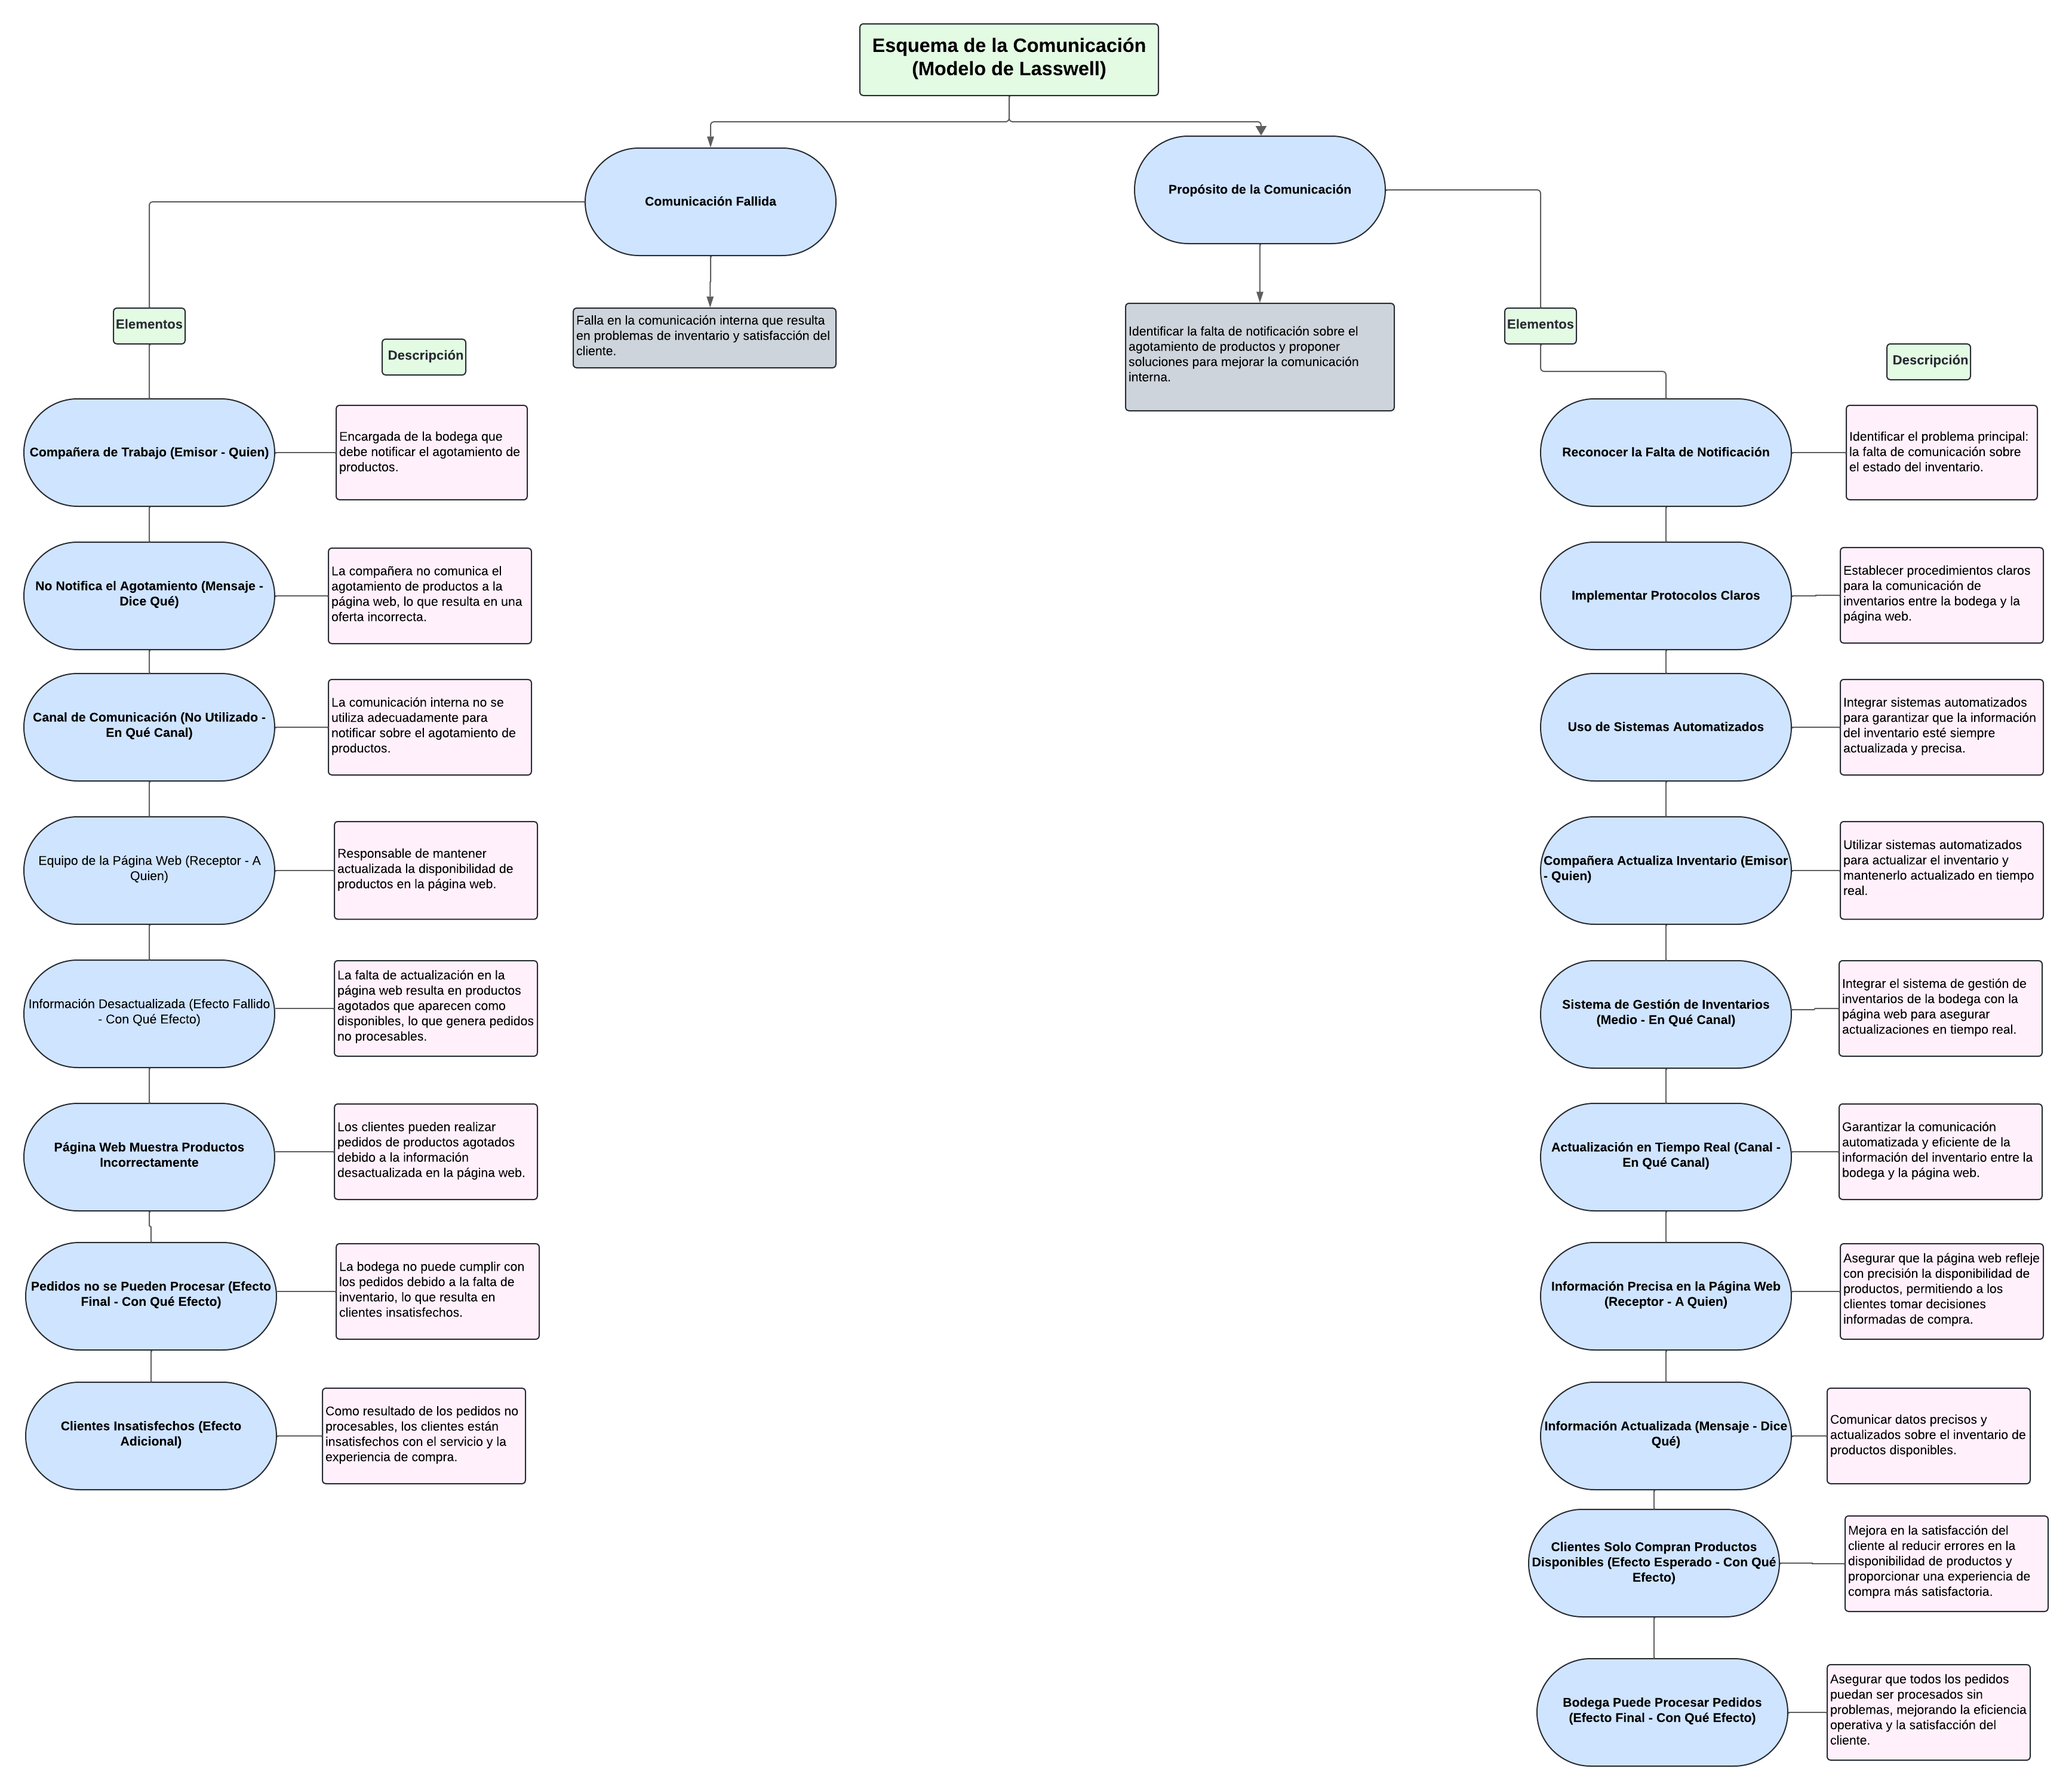 Esquema de la Comunicación
(Modelo de Lasswell)
Comunicación Fallida
Propósito de la Comunicación
Falla en la comunicación interna que resulta
en problemas de inventario y satisfacción del
cliente.
Identificar la falta de notificación sobre el
agotamiento de productos y proponer
soluciones para mejorar la comunicación
interna.
Elementos
Descripción
Compañera de Trabajo (Emisor - Quien)
Encargada de la bodega que
debe notificar el agotamiento de
productos.
No Notifica el Agotamiento (Mensaje -
Dice Qué)
La compañera no comunica el
agotamiento de productos a la
página web, lo que resulta en una
oferta incorrecta.
Canal de Comunicación (No Utilizado -
En Qué Canal)
La comunicación interna no se
utiliza adecuadamente para
notificar sobre el agotamiento de
productos.
Equipo de la Página Web (Receptor - A
Quien)
Responsable de mantener
actualizada la disponibilidad de
productos en la página web.
Información Desactualizada (Efecto Fallido
- Con Qué Efecto)
La falta de actualización en la
página web resulta en productos
agotados que aparecen como
disponibles, lo que genera pedidos
no procesables.
Página Web Muestra Productos
Incorrectamente
Los clientes pueden realizar
pedidos de productos agotados
debido a la información
desactualizada en la página web.
Pedidos no se Pueden Procesar (Efecto
Final - Con Qué Efecto)
La bodega no puede cumplir con
los pedidos debido a la falta de
inventario, lo que resulta en
clientes insatisfechos.
Clientes Insatisfechos (Efecto
Adicional)
Como resultado de los pedidos no
procesables, los clientes están
insatisfechos con el servicio y la
experiencia de compra.
Elementos
Descripción
Reconocer la Falta de Notificación
Identificar el problema principal:
la falta de comunicación sobre
el estado del inventario.
Implementar Protocolos Claros
Establecer procedimientos claros
para la comunicación de
inventarios entre la bodega y la
página web.
Uso de Sistemas Automatizados
Integrar sistemas automatizados
para garantizar que la información
del inventario esté siempre
actualizada y precisa.
Compañera Actualiza Inventario (Emisor
- Quien)
Utilizar sistemas automatizados
para actualizar el inventario y
mantenerlo actualizado en tiempo
real.
Sistema de Gestión de Inventarios
(Medio - En Qué Canal)
Integrar el sistema de gestión de
inventarios de la bodega con la
página web para asegurar
actualizaciones en tiempo real.
Actualización en Tiempo Real (Canal -
En Qué Canal)
Garantizar la comunicación
automatizada y eficiente de la
información del inventario entre la
bodega y la página web.
Información Precisa en la Página Web
(Receptor - A Quien)
Asegurar que la página web refleje
con precisión la disponibilidad de
productos, permitiendo a los
clientes tomar decisiones
informadas de compra.
Información Actualizada (Mensaje - Dice
Qué)
Comunicar datos precisos y
actualizados sobre el inventario de
productos disponibles.
Clientes Solo Compran Productos
Disponibles (Efecto Esperado - Con Qué
Efecto)
Mejora en la satisfacción del
cliente al reducir errores en la
disponibilidad de productos y
proporcionar una experiencia de
compra más satisfactoria.
Bodega Puede Procesar Pedidos
(Efecto Final - Con Qué Efecto)
Asegurar que todos los pedidos
puedan ser procesados sin
problemas, mejorando la eficiencia
operativa y la satisfacción del
cliente.